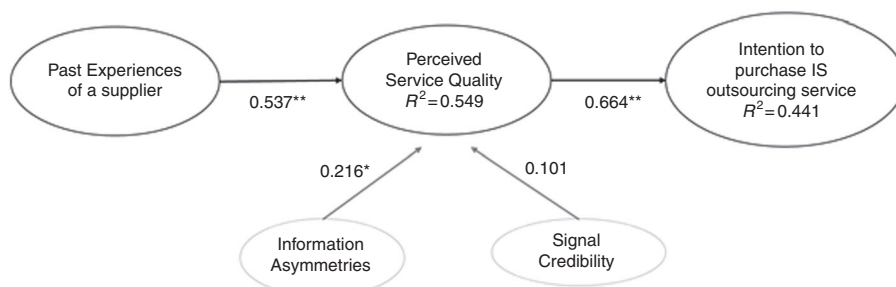 Past Experiences
of a supplier
0.537**
Perceived
Service Quality
R²=0.549
0.664**
Intention to
purchase IS
outsourcing service
R²=0.441
0.216*
0.101
Information
Asymmetries
Signal
Credibility